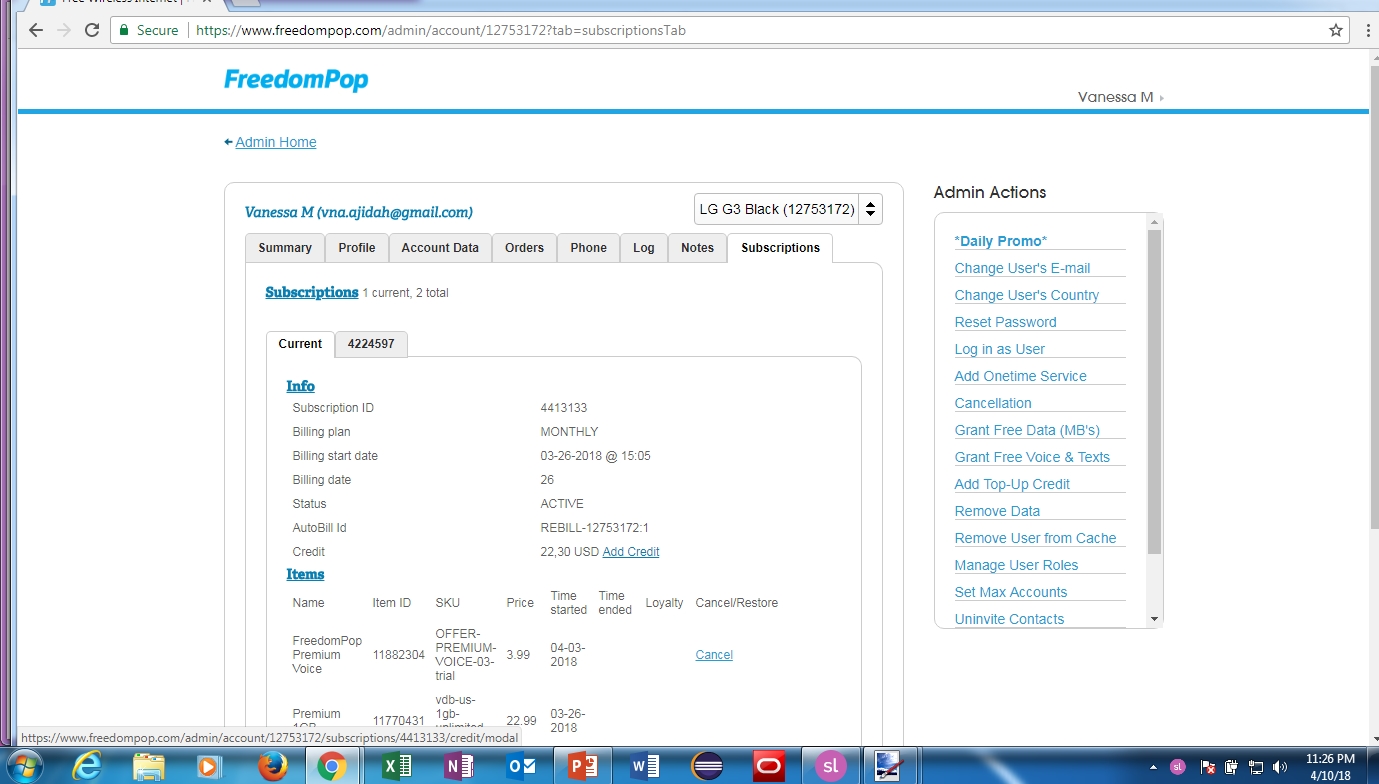 Secure https://www.freedompop.com/admin/account/12753172?tab=subscriptionsTab
FreedomPop
Vanessa M
Admin Home
Vanessa M (vna.ajidah@gmail.com)
LG G3 Black (12753172)
Summary Profile Account Data Orders Phone Log Notes Subscriptions
Subscriptions 1 current, 2 total
Current 4224597
Info
Subscription ID 4413133
Billing plan MONTHLY
Billing start date 03-26-2018 @ 15:05
Billing date 26
Status ACTIVE
AutoBill Id REBILL-12753172:1
Credit 22,30 USD Add Credit
Items
Name Item ID SKU Price Time started Time ended Loyalty Cancel/Restore
FreedomPop Premium Voice 11882304 OFFER-PREMIUM-VOICE-03-trial 3.99 04-03-2018 Cancel
Premium 1GB 11770431 vdb-us-1gb-unlimited 22.99 03-26-2018
Admin Actions
*Daily Promo*
Change User's E-mail
Change User's Country
Reset Password
Log in as User
Add Onetime Service
Cancellation
Grant Free Data (MB's)
Grant Free Voice & Texts
Add Top-Up Credit
Remove Data
Remove User from Cache
Manage User Roles
Set Max Accounts
Uninvite Contacts
https://www.freedompop.com/admin/account/12753172/subscriptions/4413133/credit/modal
sl
sl
11:26 PM
4/10/18